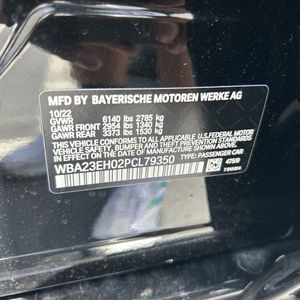 MFD BY BAYERISCHE MOTOREN WERKE AG
10/22
GVWR 6140 lbs 2785 kg
GAWR FRONT 2954 lbs 1340 kg
GAWR REAR 3373 lbs 1530 kg
THIS VEHICLE CONFORMS TO ALL APPLICABLE U.S. FEDERAL MOTOR
VEHICLE SAFETY, BUMPER, AND THEFT PREVENTION STANDARDS
IN EFFECT ON THE DATE OF MANUFACTURE SHOWN ABOVE.
WBA23EH02PCL79350 TYPE: PASSENGER CAR
475/9